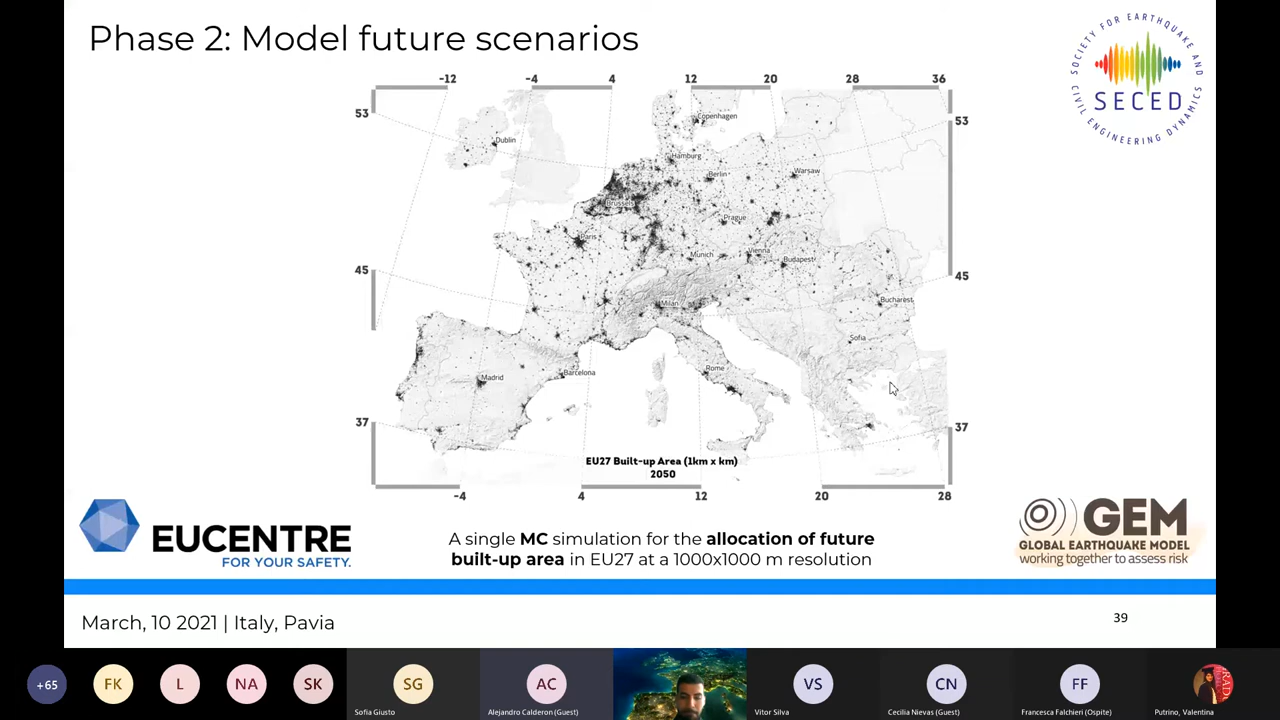 Phase 2: Model future scenarios
SOCIETY FOR EARTHQUAKE AND
CIVIL ENGINEERING DYNAMICS
SECED
-12 -4 4 12 20 28 36
53 53
Copenhagen
Dublin
Hamburg
Berlin
Warsaw
Brussels
Prague
Paris
Vienna
Munich
Budapest
45 45
Milan
Bucharest
Sofia
Rome
Barcelona
Madrid
37 37
EU27 Built-up Area (1km x km)
2050
-4 4 12 20 28
EUCENTRE
FOR YOUR SAFETY.
A single MC simulation for the allocation of future
built-up area in EU27 at a 1000x1000 m resolution
GEM
GLOBAL EARTHQUAKE MODEL
working together to assess risk
March, 10 2021 | Italy, Pavia
39
+65 FK L NA SK SG AC VS CN FF
Sofia Giusto
Alejandro Calderon (Guest)
Vitor Silva
Cecilia Nievas (Guest)
Francesca Falchieri (Ospite)
Putrino, Valentina